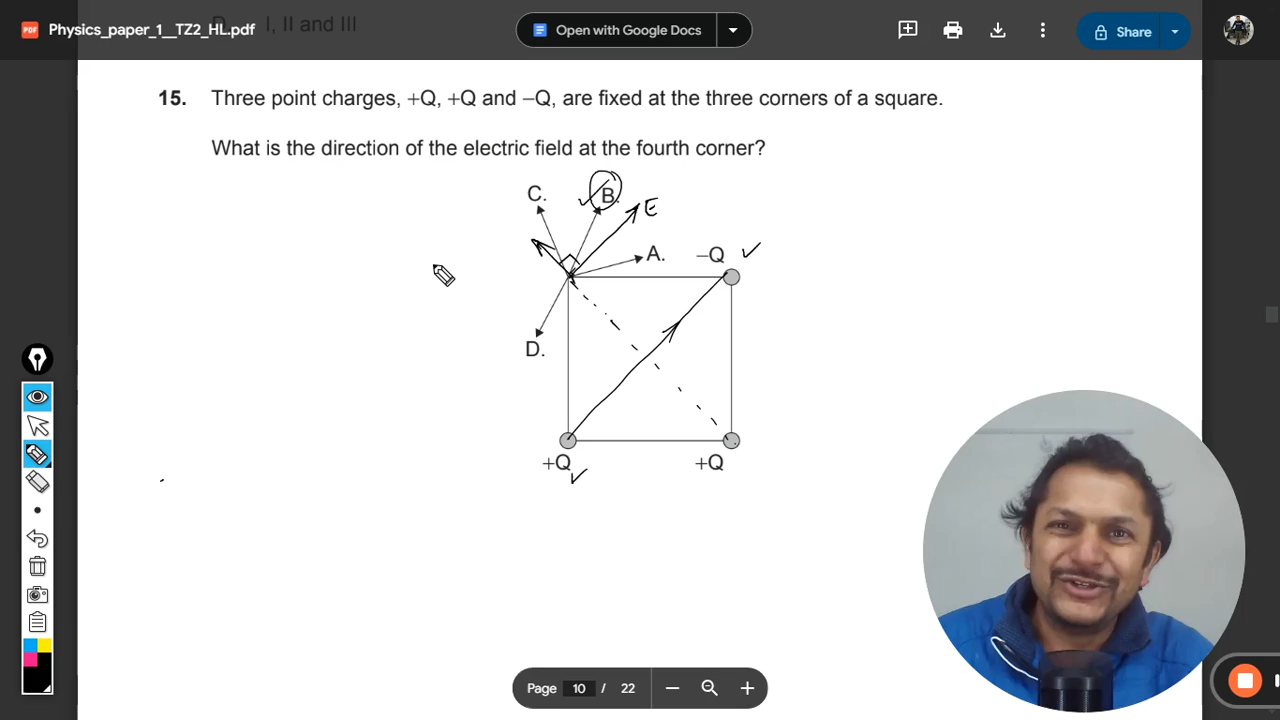 D. I, II and III
Physics_paper_1__TZ2_HL.pdf
Open with Google Docs
Share
15. Three point charges, +Q, +Q and −Q, are fixed at the three corners of a square.
What is the direction of the electric field at the fourth corner?
C.
B.
E
A.
−Q
D.
+Q
+Q
Page 10 / 22